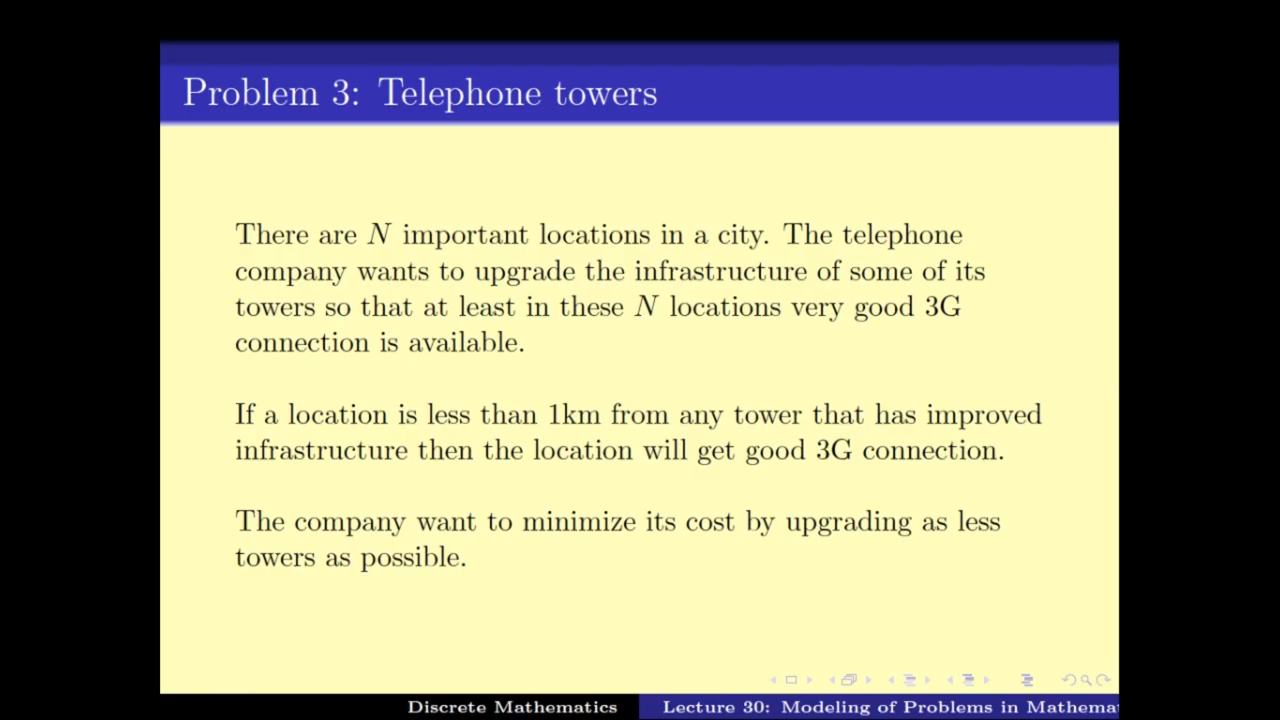 Problem 3: Telephone towers
There are N important locations in a city. The telephone
company wants to upgrade the infrastructure of some of its
towers so that at least in these N locations very good 3G
connection is available.
If a location is less than 1km from any tower that has improved
infrastructure then the location will get good 3G connection.
The company want to minimize its cost by upgrading as less
towers as possible.
Discrete Mathematics
Lecture 30: Modeling of Problems in Mathema